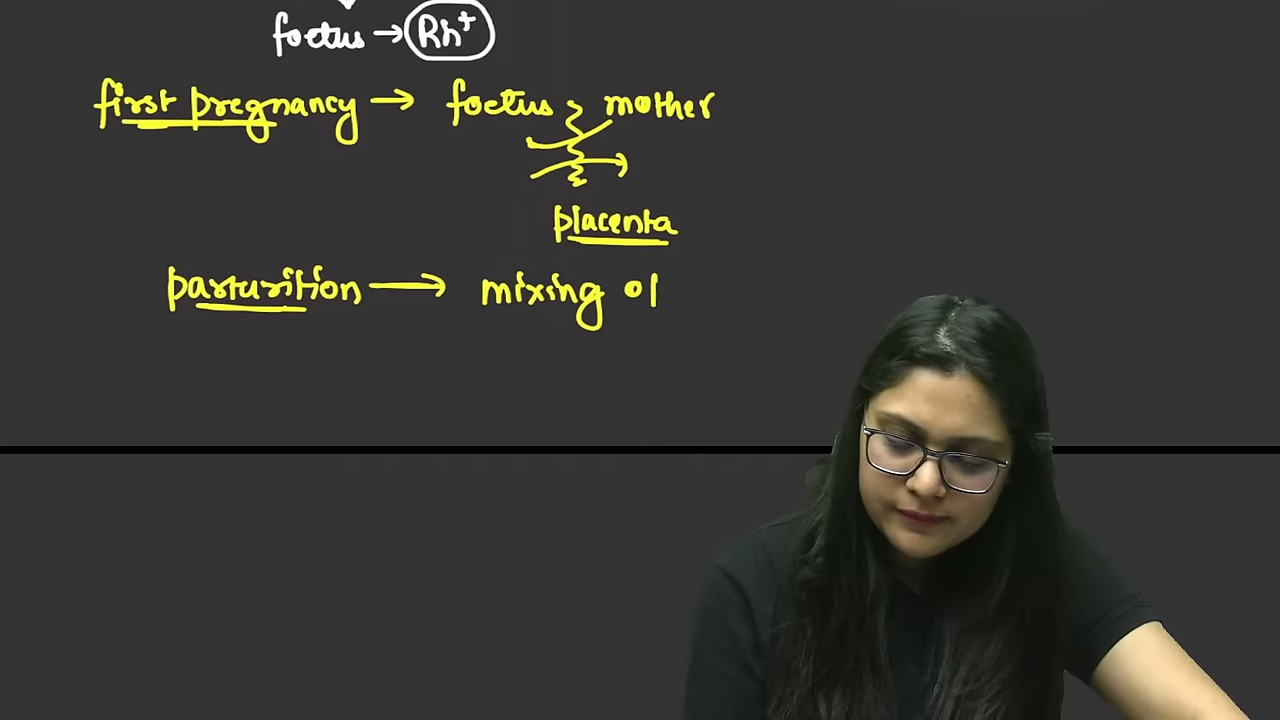 foetus → Rh+
first pregnancy → foetus mother
placenta
parturition → mixing of